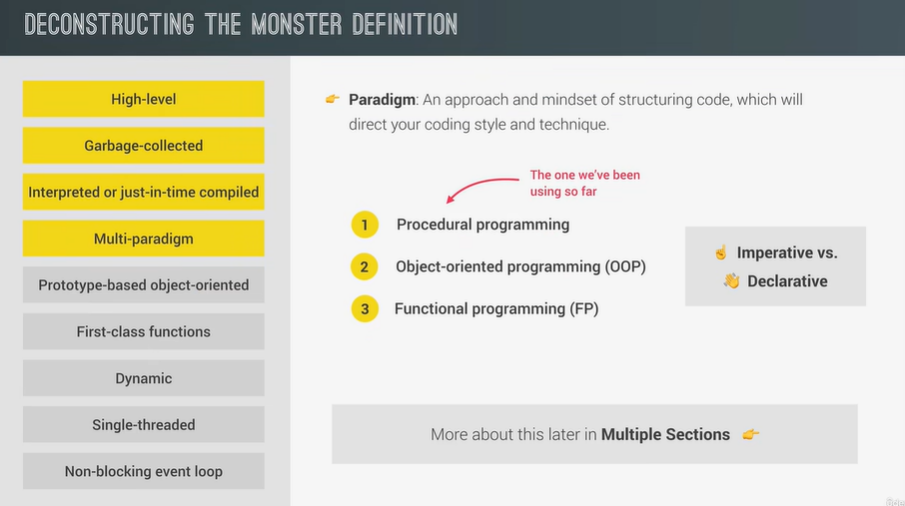 DECONSTRUCTING THE MONSTER DEFINITION
High-level
Garbage-collected
Interpreted or just-in-time compiled
Multi-paradigm
Prototype-based object-oriented
First-class functions
Dynamic
Single-threaded
Non-blocking event loop
Paradigm: An approach and mindset of structuring code, which will
direct your coding style and technique.
The one we've been
using so far
1 Procedural programming
2 Object-oriented programming (OOP)
3 Functional programming (FP)
Imperative vs.
Declarative
More about this later in Multiple Sections